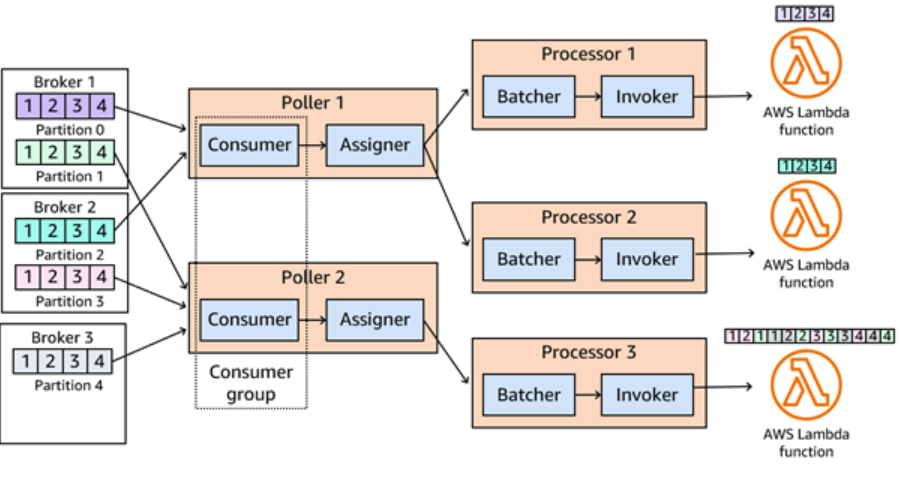 Broker 1
1 2 3 4
Partition 0
1 2 3 4
Partition 1
Broker 2
1 2 3 4
Partition 2
1 2 3 4
Partition 3
Broker 3
1 2 3 4
Partition 4
Poller 1
Consumer
Assigner
Poller 2
Consumer
Assigner
Consumer
group
Processor 1
Batcher
Invoker
Processor 2
Batcher
Invoker
Processor 3
Batcher
Invoker
1 2 3 4
AWS Lambda
function
1 2 3 4
AWS Lambda
function
1 2 1 1 2 2 3 3 3 4 4 4
AWS Lambda
function